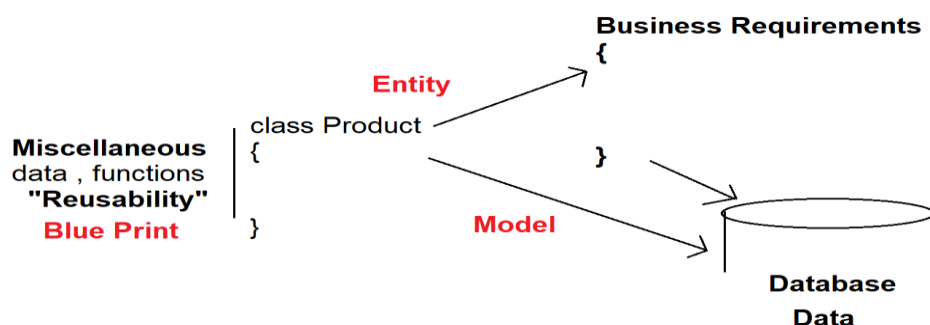 Business Requirements
{
Entity
class Product
Miscellaneous
{
}
data , functions
"Reusability"
Blue Print
}
Model
Database
Data